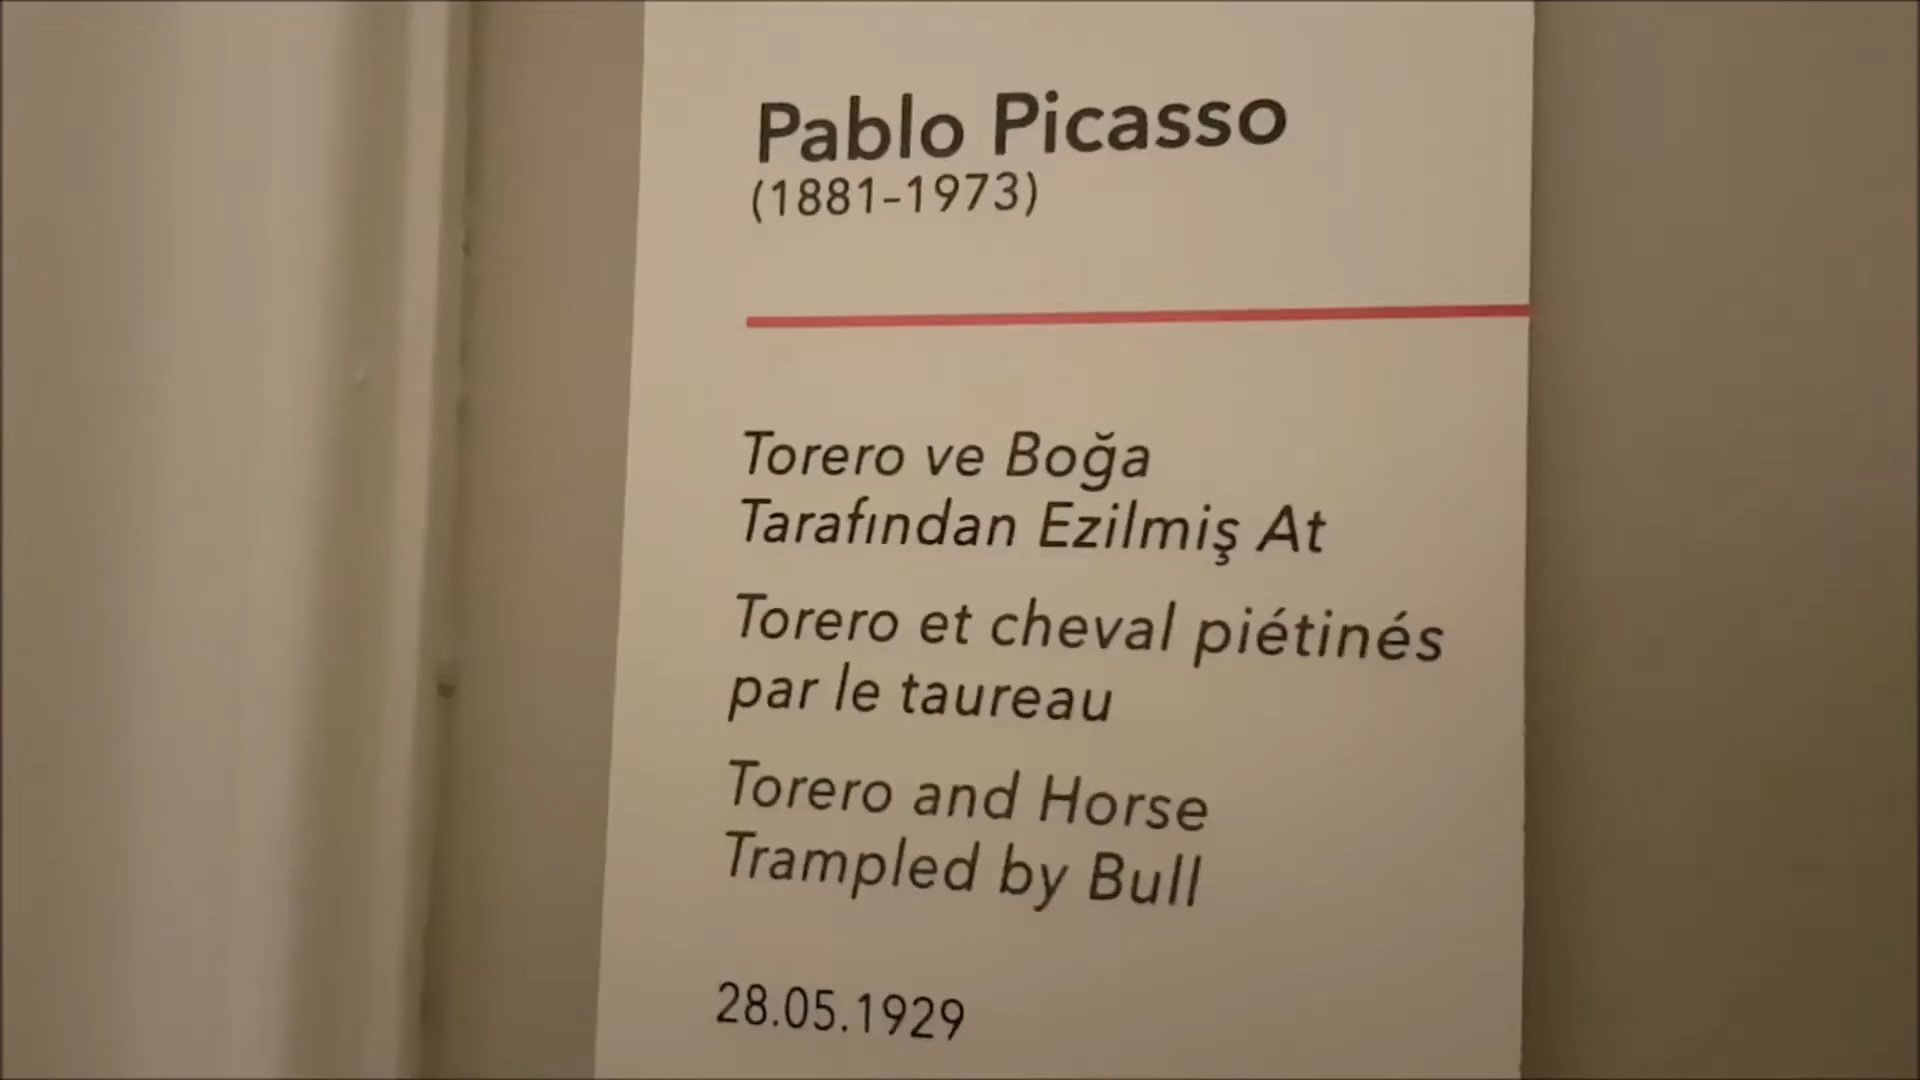 Pablo Picasso
(1881-1973)
Torero ve Boğa
Tarafından Ezilmiş At
Torero et cheval piétinés
par le taureau
Torero and Horse
Trampled by Bull
28.05.1929